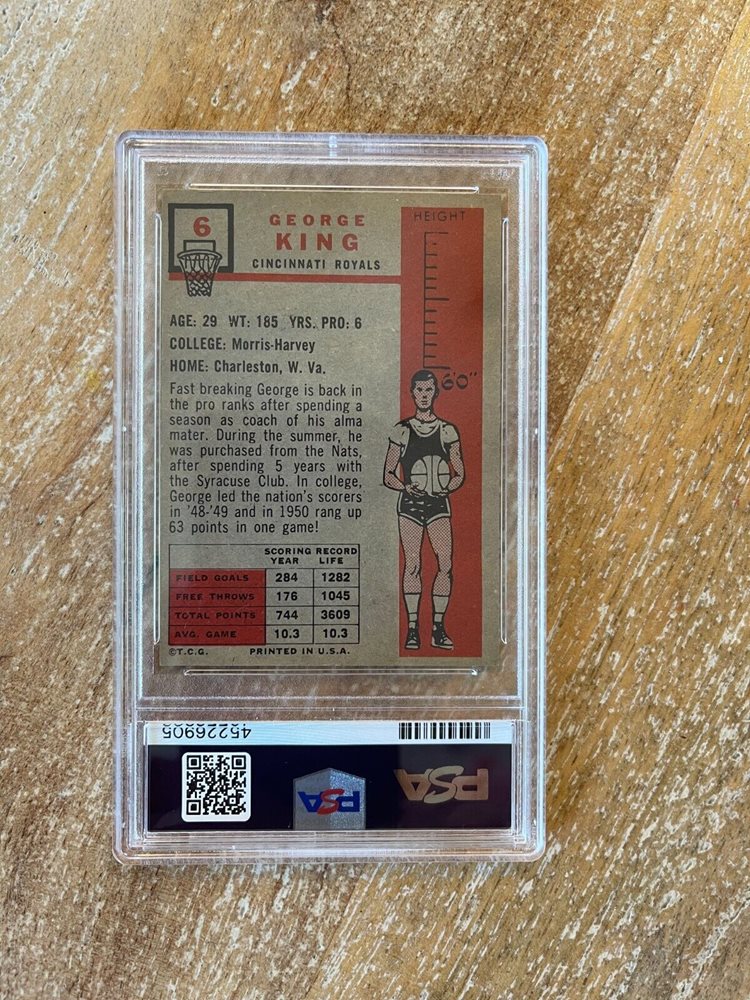 6
GEORGE
KING
CINCINNATI ROYALS
HEIGHT
6'0"
AGE: 29 WT: 185 YRS. PRO: 6
COLLEGE: Morris-Harvey
HOME: Charleston, W. Va.
Fast breaking George is back in
the pro ranks after spending a
season as coach of his alma
mater. During the summer, he
was purchased from the Nats,
after spending 5 years with
the Syracuse Club. In college,
George led the nation's scorers
in '48-'49 and in 1950 rang up
63 points in one game!
SCORING RECORD
YEAR LIFE
FIELD GOALS 284 1282
FREE THROWS 176 1045
TOTAL POINTS 744 3609
AVG. GAME 10.3 10.3
©T.C.G. PRINTED IN U.S.A.
45226905
PSA
PSA